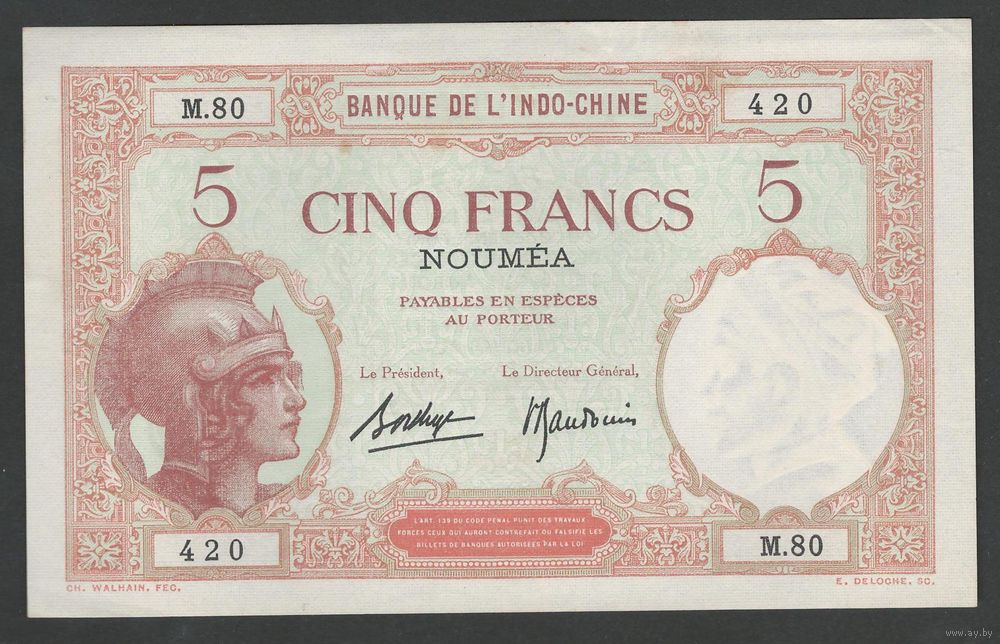 M.80
BANQUE DE L'INDO-CHINE
420
5
CINQ FRANCS
5
NOUMÉA
PAYABLES EN ESPÈCES
AU PORTEUR
Le Président,
Le Directeur Général,
L'ART. 139 DU CODE PENAL PUNIT DES TRAVAUX
FORCES CEUX QUI AURONT CONTREFAIT OU FALSIFIE LES
BILLETS DE BANQUES AUTORISÉES PAR LA LOI
420
M.80
CH. WALHAIN. FEC.
E. DELOCHE. SC.
www.ay.by